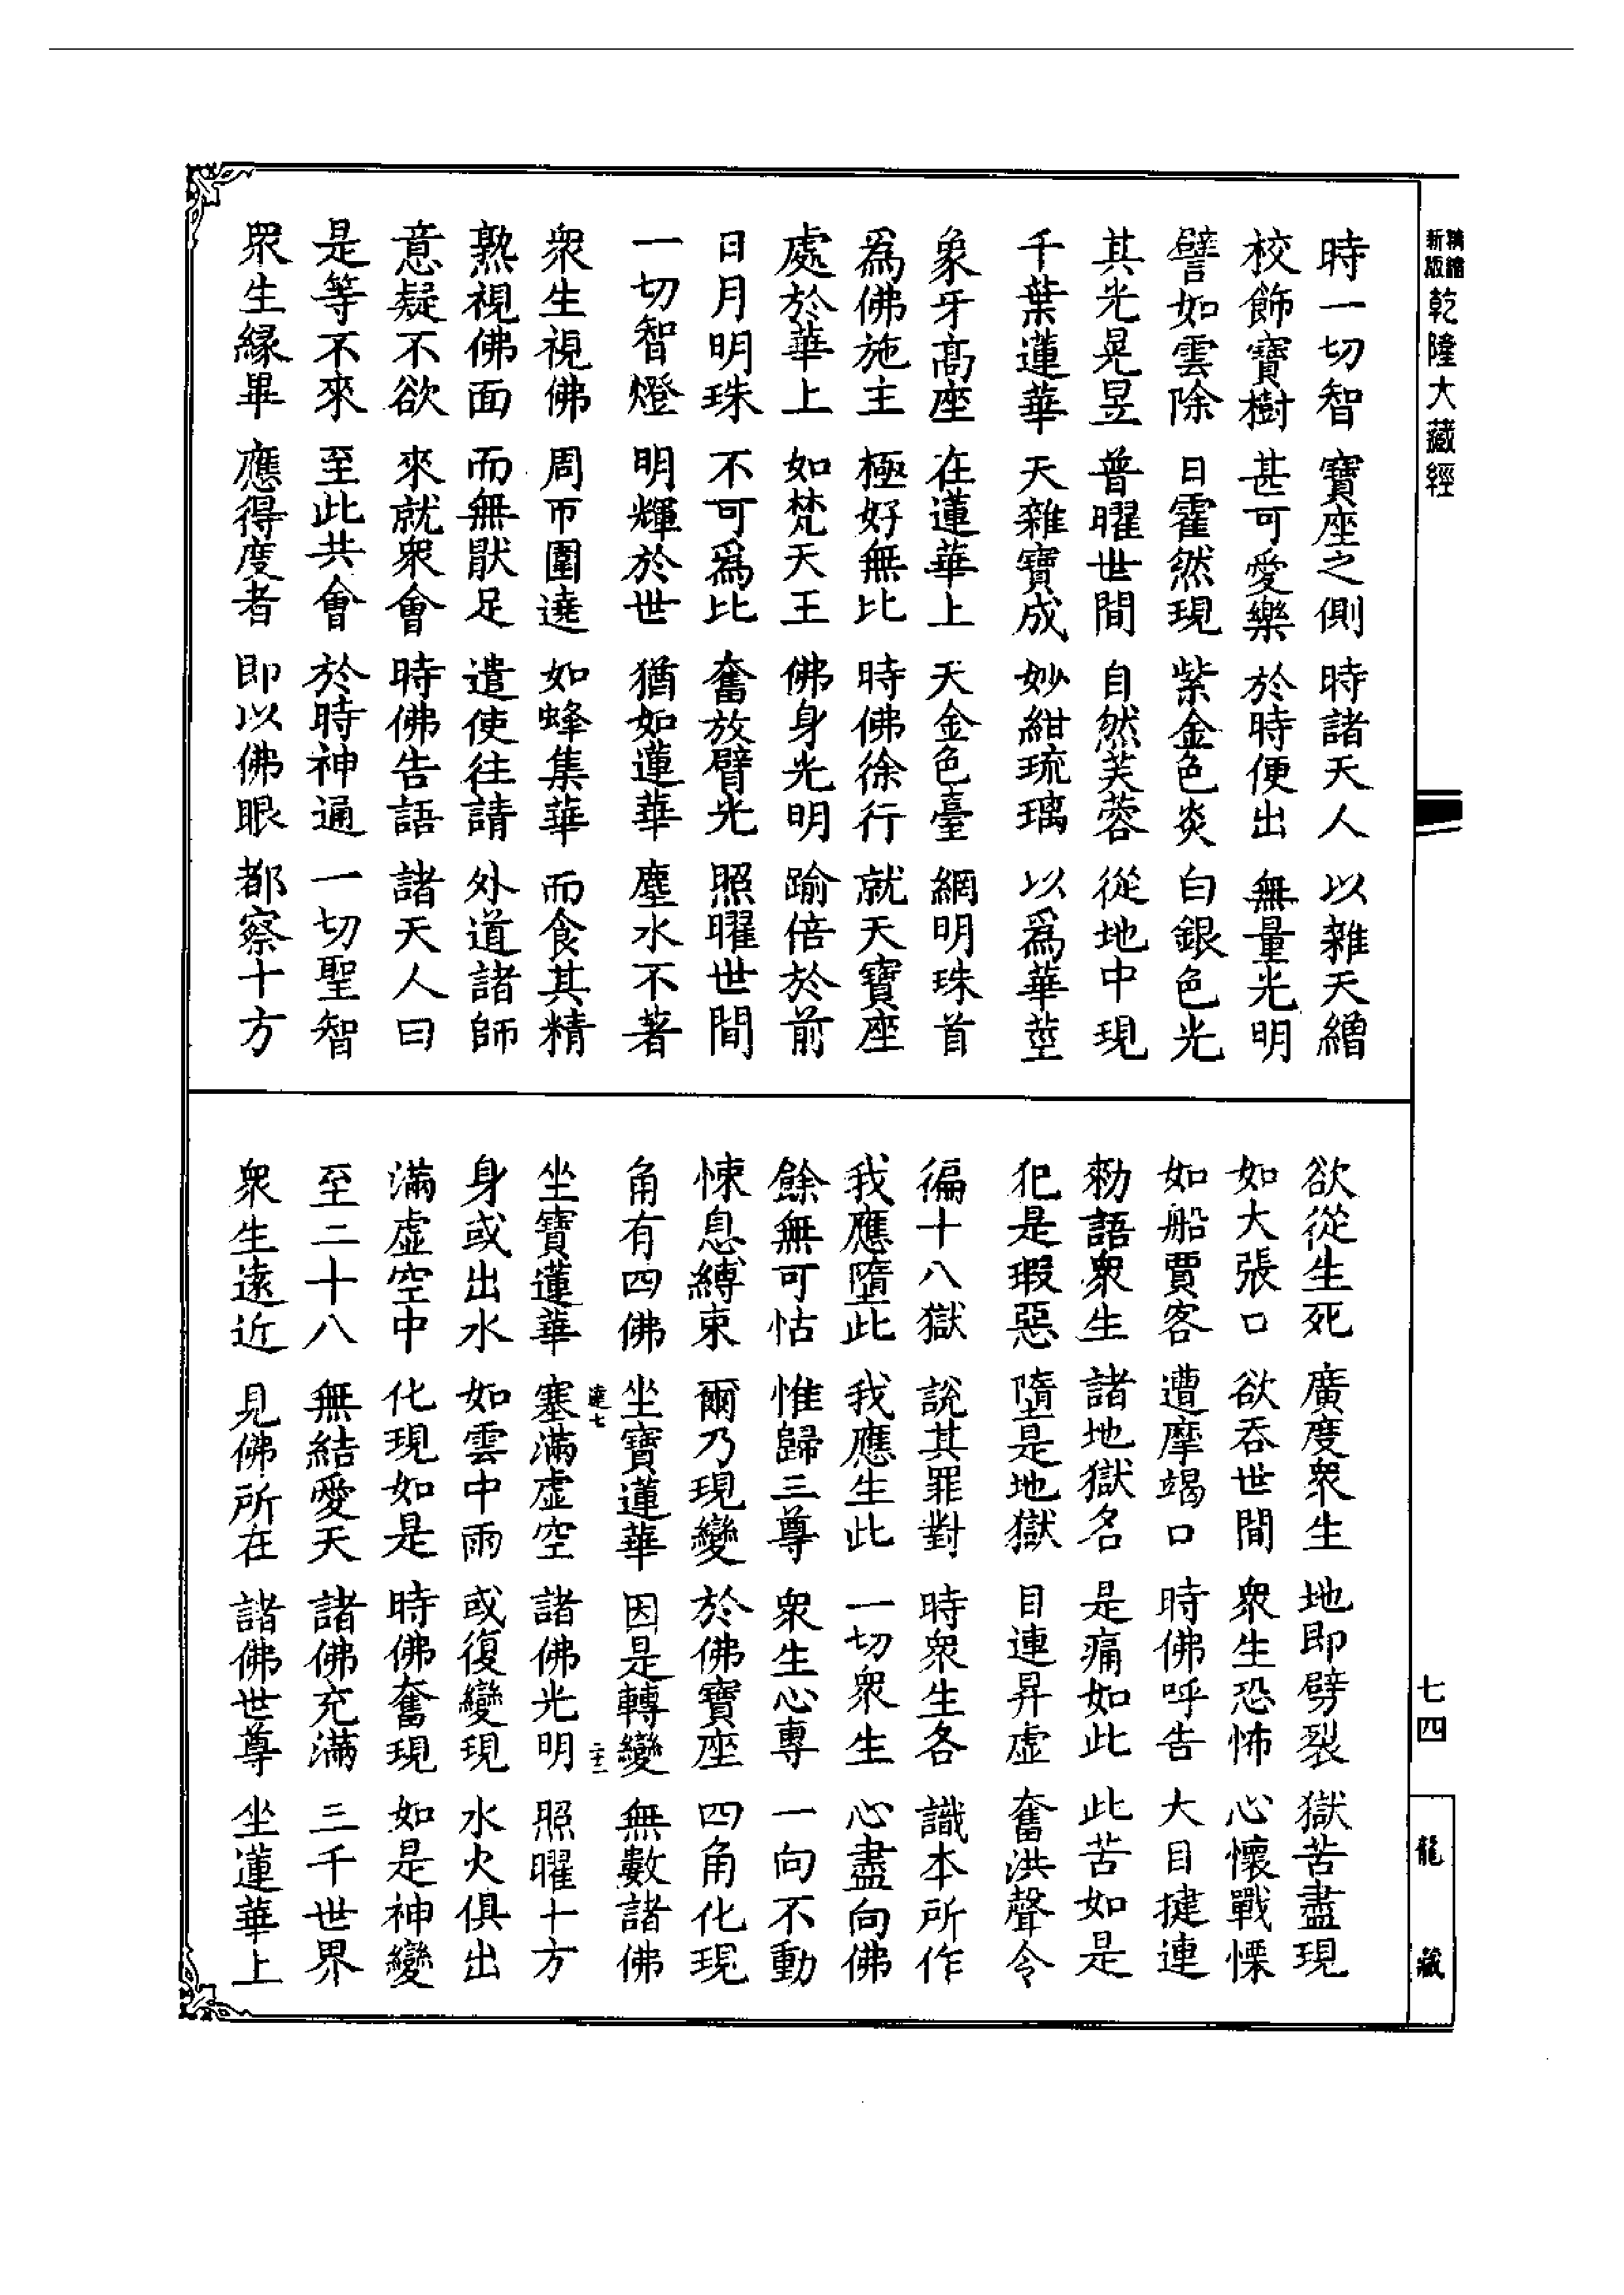 精縮新版乾隆大藏經
時一切智　寶座之側　時諸天人　以雜天繒
校飾寶樹　甚可愛樂　於時便出　無量光明
譬如雲除　日霍然現　紫金色炎　白銀色光
其光晃昱　普曜世間　自然芙蓉　從地中現
千葉蓮華　天雜寶成　妙紺琉璃　以爲華莖
象牙高座　在蓮華上　天金色臺　網明珠首
爲佛施主　極好無比　時佛徐行　就天寶座
處於華上　如梵天王　佛身光明　踰倍於前
日月明珠　不可爲比　奮放臂光　照曜世間
一切智燈　明輝於世　猶如蓮華　塵水不著
衆生視佛　周帀圍遶　如蜂集華　而食其精
熟視佛面　而無猒足　遣使往請　外道諸師
意疑不欲　來就衆會　時佛告語　諸天人曰
是等不來　至此共會　於時神通　一切聖智
衆生緣畢　應得度者　即以佛眼　都察十方
欲從生死　廣度衆生　地即劈裂　獄苦盡現
如大張口　欲吞世間　衆生恐怖　心懷戰慄
如船賈客　遭摩竭口　時佛呼告　大目揵連
勑語衆生　諸地獄名　是痛如此　此苦如是
犯是瑕惡　墮是地獄　目連昇虛　奮洪聲令
徧十八獄　說其罪對　時衆生各　識本所作
我應墮此　我應生此　一切衆生　心盡向佛
餘無可怙　惟歸三尊　衆生心專　一向不動
悚息縛束　爾乃現變　於佛寶座　四角化現
角有四佛　坐寶蓮華　因是轉變　無數諸佛
坐寶蓮華　塞滿虛空　諸佛光明　照曜十方
身或出水　如雲中雨　或復變現　水火俱出
滿虛空中　化現如是　時佛奮現　如是神變
至二十八　無結愛天　諸佛充滿　三千世界
衆生遠近　見佛所在　諸佛世尊　坐蓮華上
七四
龍藏